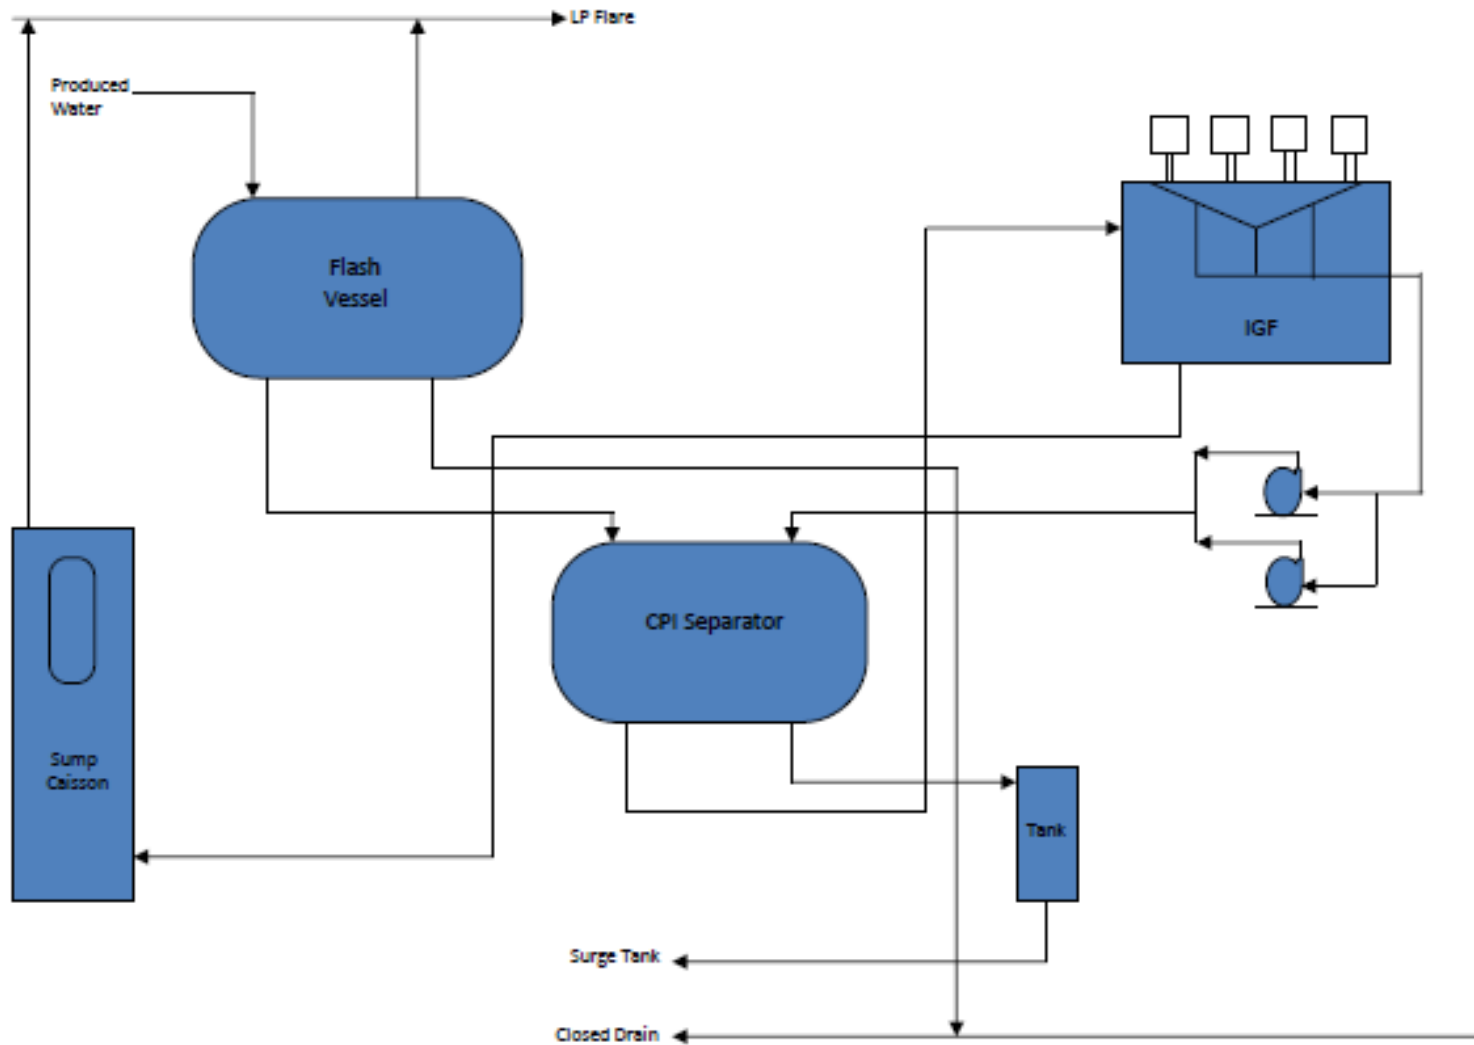 LP Flare
Produced
Water
Flash
Vessel
IGF
CPI Separator
Sump
Caisson
Tank
Surge Tank
Closed Drain